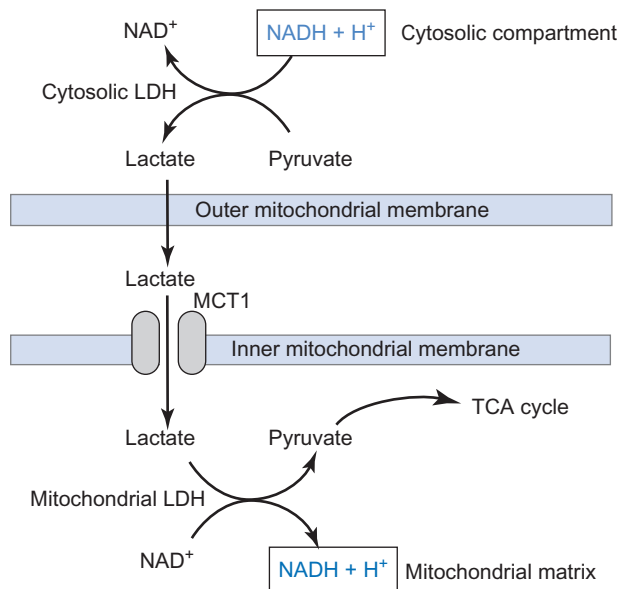 NAD⁺ NADH + H⁺ Cytosolic compartment
Cytosolic LDH
Lactate Pyruvate
Outer mitochondrial membrane
Lactate
MCT1
Inner mitochondrial membrane
TCA cycle
Lactate Pyruvate
Mitochondrial LDH
NAD⁺ NADH + H⁺ Mitochondrial matrix